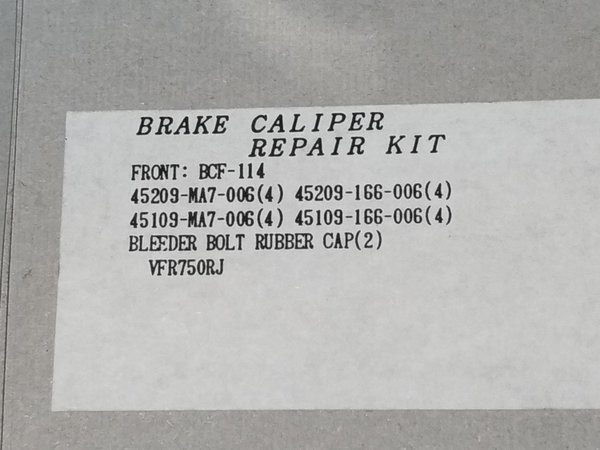 BRAKE CALIPER
REPAIR KIT
FRONT: BCF-114
45209-MA7-006(4) 45209-166-006(4)
45109-MA7-006(4) 45109-166-006(4)
BLEEDER BOLT RUBBER CAP(2)
VFR750RJ